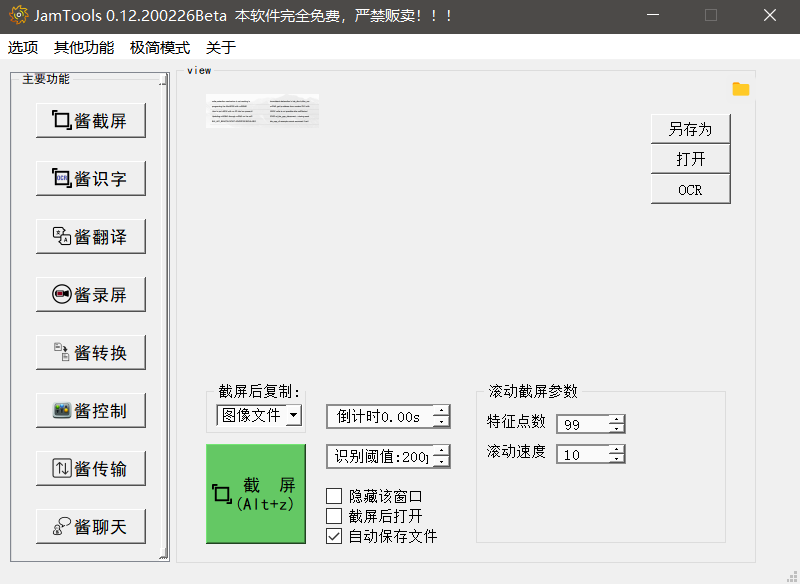 JamTools 0.12.200226Beta 本软件完全免费，严禁贩卖！！！
选项 其他功能 极简模式 关于
主要功能
酱截屏
酱识字
酱翻译
酱录屏
酱转换
酱控制
酱传输
酱聊天
view
另存为
打开
OCR
截屏后复制:
图像文件
倒计时0.00s
识别阈值:200
截 屏
(Alt+z)
隐藏该窗口
截屏后打开
自动保存文件
滚动截屏参数
特征点数 99
滚动速度 10